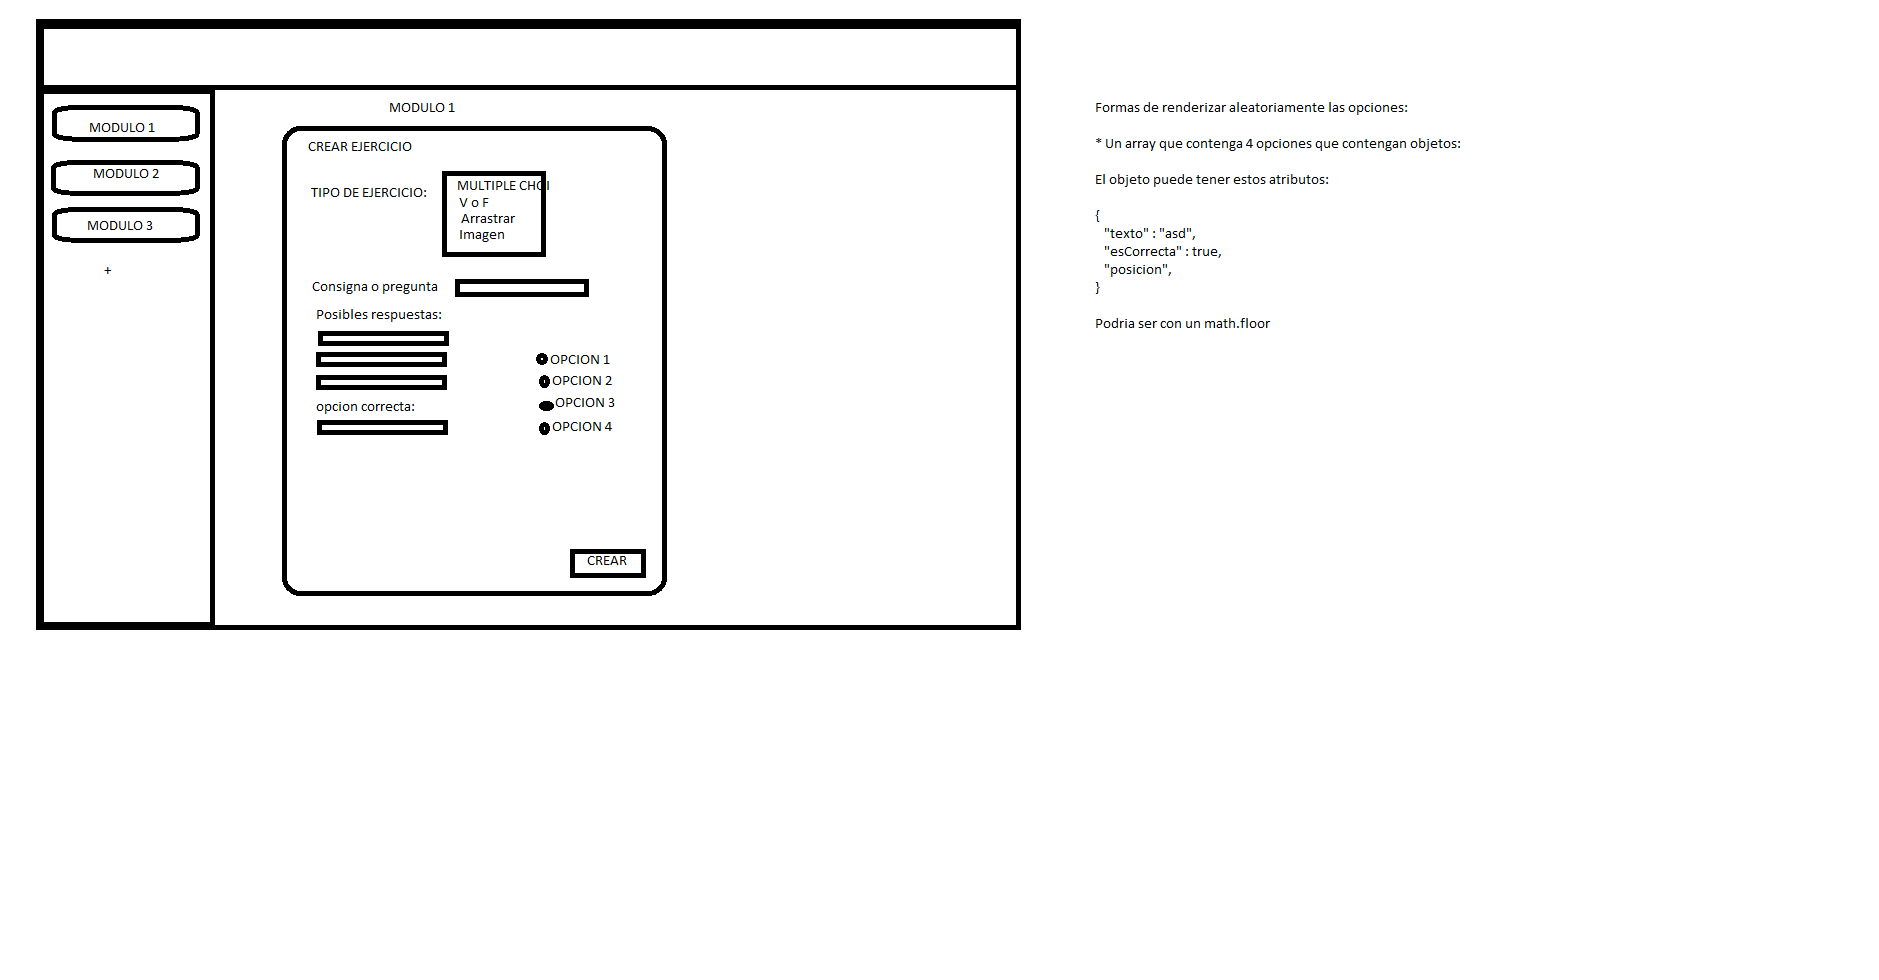 MODULO 1
MODULO 2
MODULO 3
+
MODULO 1
CREAR EJERCICIO
TIPO DE EJERCICIO:
MULTIPLE CHOI
V o F
Arrastrar
Imagen
Consigna o pregunta
Posibles respuestas:
opcion correcta:
OPCION 1
OPCION 2
OPCION 3
OPCION 4
CREAR
Formas de renderizar aleatoriamente las opciones:
* Un array que contenga 4 opciones que contengan objetos:
El objeto puede tener estos atributos:
{
"texto" : "asd",
"esCorrecta" : true,
"posicion",
}
Podria ser con un math.floor